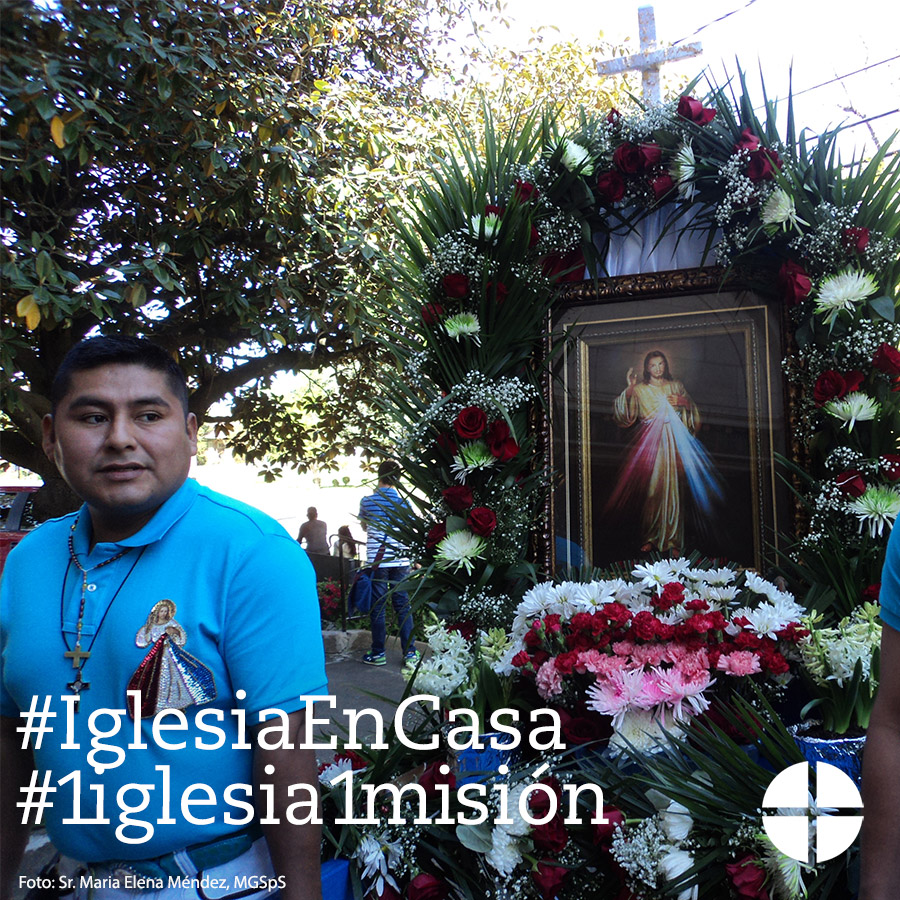 #IglesiaEnCasa
#1iglesia1misión
Foto: Sr. Maria Elena Méndez, MGSpS